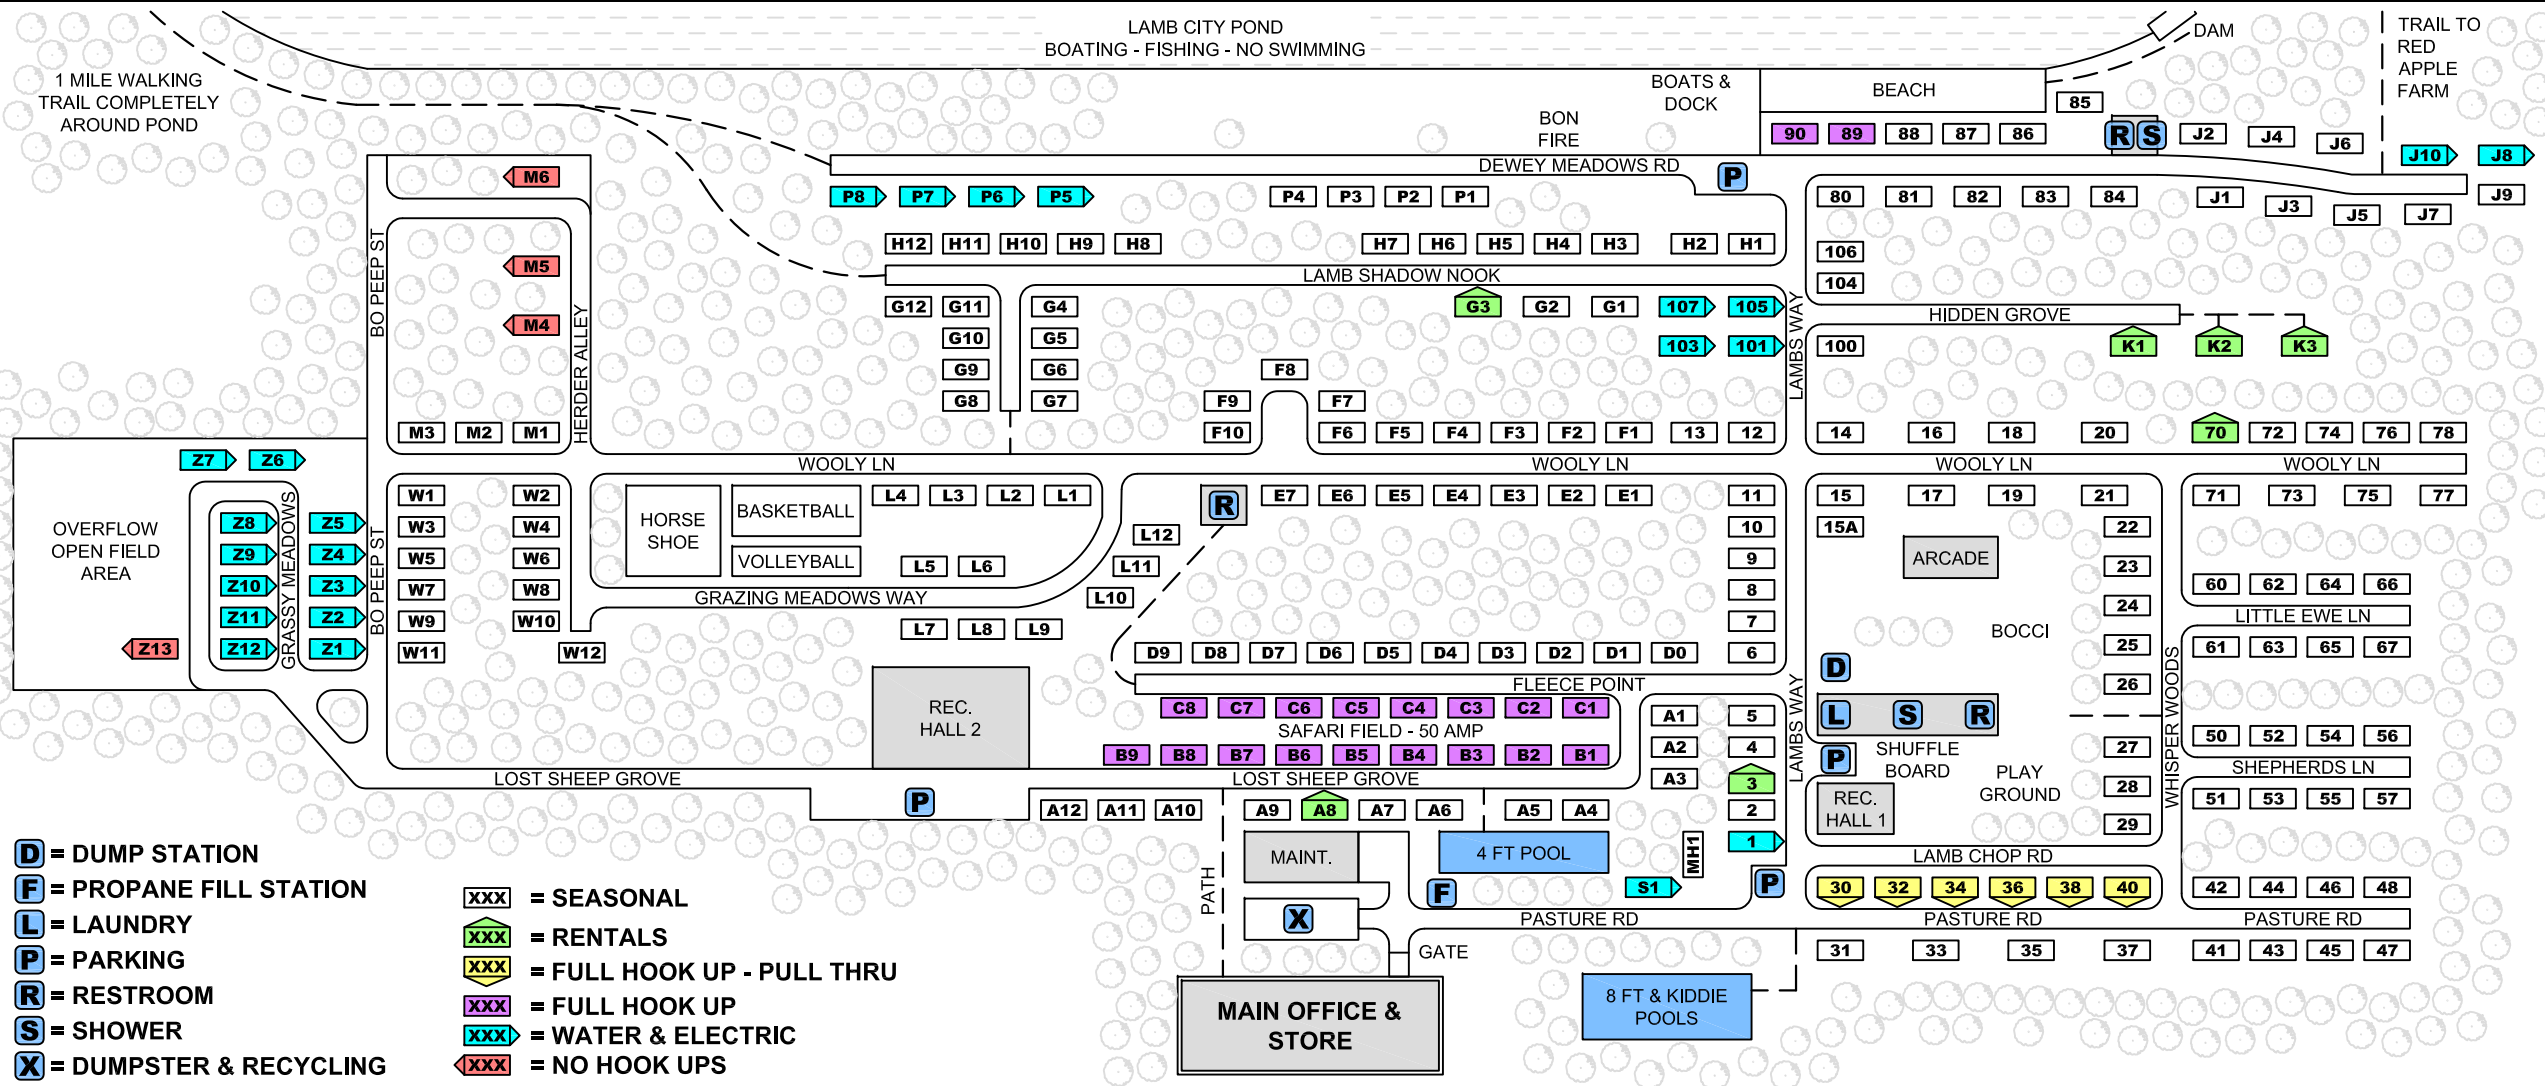 LAMB CITY POND
BOATING - FISHING - NO SWIMMING
DAM
TRAIL TO
RED
APPLE
FARM
1 MILE WALKING
TRAIL COMPLETELY
AROUND POND
BOATS &
DOCK
BEACH
85
BON
FIRE
90 89 88 87 86 R S J2 J4 J6
J10 J8
DEWEY MEADOWS RD
P
M6
P8 P7 P6 P5 P4 P3 P2 P1
80 81 82 83 84 J1 J3 J5 J7 J9
H12 H11 H10 H9 H8 H7 H6 H5 H4 H3 H2 H1
106
104
BO PEEP ST
M5
M4
HERDER ALLEY
LAMB SHADOW NOOK
G12 G11 G4 G3 G2 G1 107 105
G10 G5 103 101
G9 G6
G8 G7
LAMBS WAY
HIDDEN GROVE
100 K1 K2 K3
F8
F9 F7
M3 M2 M1
F10 F6 F5 F4 F3 F2 F1 13 12
14 16 18 20 70 72 74 76 78
WOOLY LN
WOOLY LN
WOOLY LN
WOOLY LN
Z7 Z6
OVERFLOW
OPEN FIELD
AREA
GRASSY MEADOWS
Z8 Z5
Z9 Z4
Z10 Z3
Z11 Z2
Z12 Z1
Z13
BO PEEP ST
W1 W2
W3 W4
W5 W6
W7 W8
W9 W10
W11 W12
HORSE
SHOE
BASKETBALL
VOLLEYBALL
L4 L3 L2 L1
L5 L6
L12
L11
L10
GRAZING MEADOWS WAY
L7 L8 L9
R
E7 E6 E5 E4 E3 E2 E1
11
10
9
8
7
6
D9 D8 D7 D6 D5 D4 D3 D2 D1 D0
FLEECE POINT
C8 C7 C6 C5 C4 C3 C2 C1
SAFARI FIELD - 50 AMP
B9 B8 B7 B6 B5 B4 B3 B2 B1
REC.
HALL 2
LOST SHEEP GROVE
LOST SHEEP GROVE
P
A1 5
A2 4
A3 3
2
1
LAMBS WAY
A12 A11 A10 A9 A8 A7 A6 A5 A4
15 17 19 21
15A 22
ARCADE
23
24
BOCCI
25
26
D
L S R
SHUFFLE
BOARD
P
PLAY
GROUND
REC.
HALL 1
27
28
29
WHISPER WOODS
71 73 75 77
60 62 64 66
LITTLE EWE LN
61 63 65 67
50 52 54 56
SHEPHERDS LN
51 53 55 57
LAMB CHOP RD
30 32 34 36 38 40
42 44 46 48
PASTURE RD
PASTURE RD
PASTURE RD
31 33 35 37 41 43 45 47
MAINT.
4 FT POOL
MH1
S1
P
F
X
PATH
GATE
MAIN OFFICE &
STORE
8 FT & KIDDIE
POOLS
D = DUMP STATION
F = PROPANE FILL STATION
L = LAUNDRY
P = PARKING
R = RESTROOM
S = SHOWER
X = DUMPSTER & RECYCLING
XXX = SEASONAL
XXX = RENTALS
XXX = FULL HOOK UP - PULL THRU
XXX = FULL HOOK UP
XXX = WATER & ELECTRIC
XXX = NO HOOK UPS